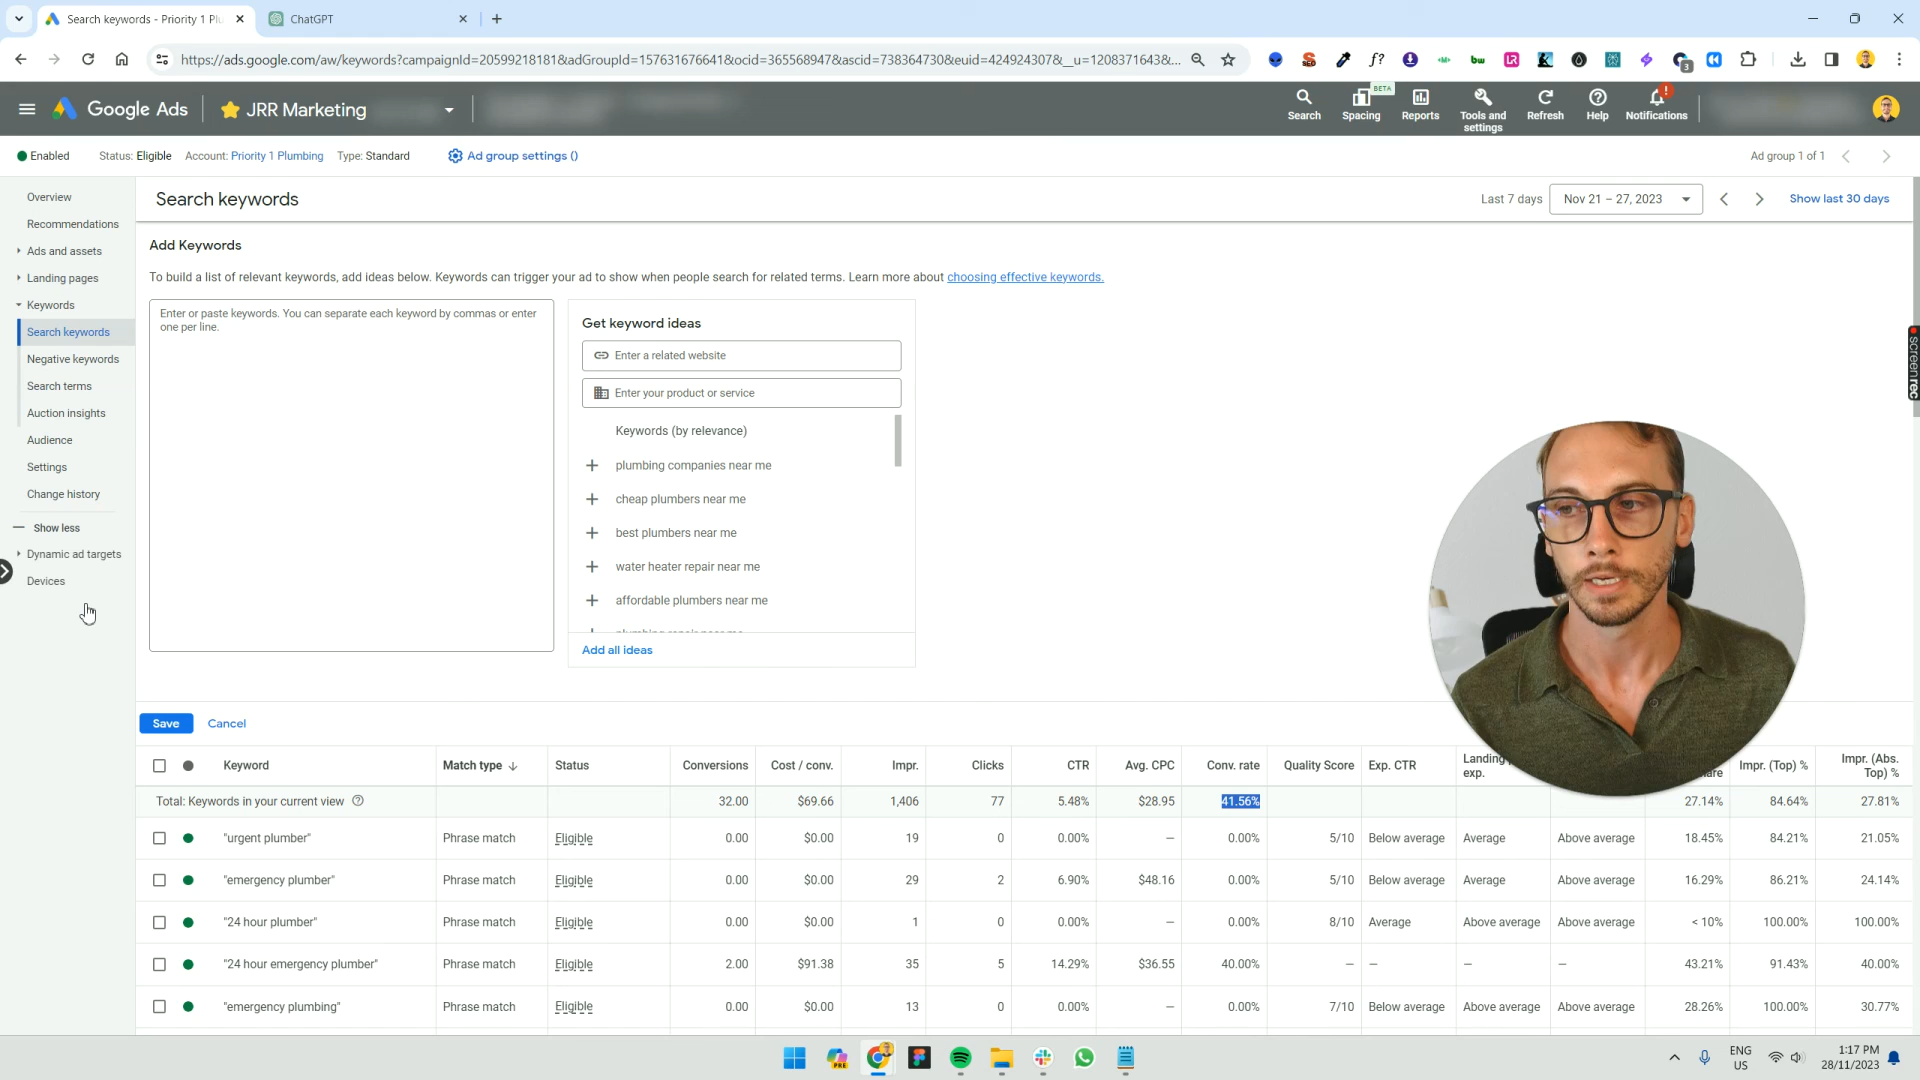 Search keywords - Priority 1 Plu
ChatGPT
https://ads.google.com/aw/keywords?campaignId=20599218181&adGroupId=157631676641&ocid=365568947&ascid=738364730&euid=424924307&__u=1208371643&...
Google Ads
JRR Marketing
Search
BETA
Spacing
Reports
Tools and
settings
Refresh
Help
Notifications
Enabled
Status: Eligible
Account: Priority 1 Plumbing
Type: Standard
Ad group settings ()
Ad group 1 of 1
Overview
Recommendations
Ads and assets
Landing pages
Keywords
Search keywords
Negative keywords
Search terms
Auction insights
Audience
Settings
Change history
Show less
Dynamic ad targets
Devices
Search keywords
Last 7 days
Nov 21 – 27, 2023
Show last 30 days
Add Keywords
To build a list of relevant keywords, add ideas below. Keywords can trigger your ad to show when people search for related terms. Learn more about choosing effective keywords.
Enter or paste keywords. You can separate each keyword by commas or enter
one per line.
Get keyword ideas
Enter a related website
Enter your product or service
Keywords (by relevance)
plumbing companies near me
cheap plumbers near me
best plumbers near me
water heater repair near me
affordable plumbers near me
Add all ideas
screenrec
Save
Cancel
Keyword Match type Status Conversions Cost / conv. Impr. Clicks CTR Avg. CPC Conv. rate Quality Score Exp. CTR Landing exp. Impr. (Top) % Impr. (Abs. Top) %
Total: Keywords in your current view 32.00 $69.66 1,406 77 5.48% $28.95 41.56% 27.14% 84.64% 27.81%
"urgent plumber" Phrase match Eligible 0.00 $0.00 19 0 0.00% — 0.00% 5/10 Below average Average Above average 18.45% 84.21% 21.05%
"emergency plumber" Phrase match Eligible 0.00 $0.00 29 2 6.90% $48.16 0.00% 5/10 Below average Average Above average 16.29% 86.21% 24.14%
"24 hour plumber" Phrase match Eligible 0.00 $0.00 1 0 0.00% — 0.00% 8/10 Average Above average Above average < 10% 100.00% 100.00%
"24 hour emergency plumber" Phrase match Eligible 2.00 $91.38 35 5 14.29% $36.55 40.00% — — — — 43.21% 91.43% 40.00%
"emergency plumbing" Phrase match Eligible 0.00 $0.00 13 0 0.00% — 0.00% 7/10 Below average Above average Above average 28.26% 100.00% 30.77%
ENG
US
1:17 PM
28/11/2023